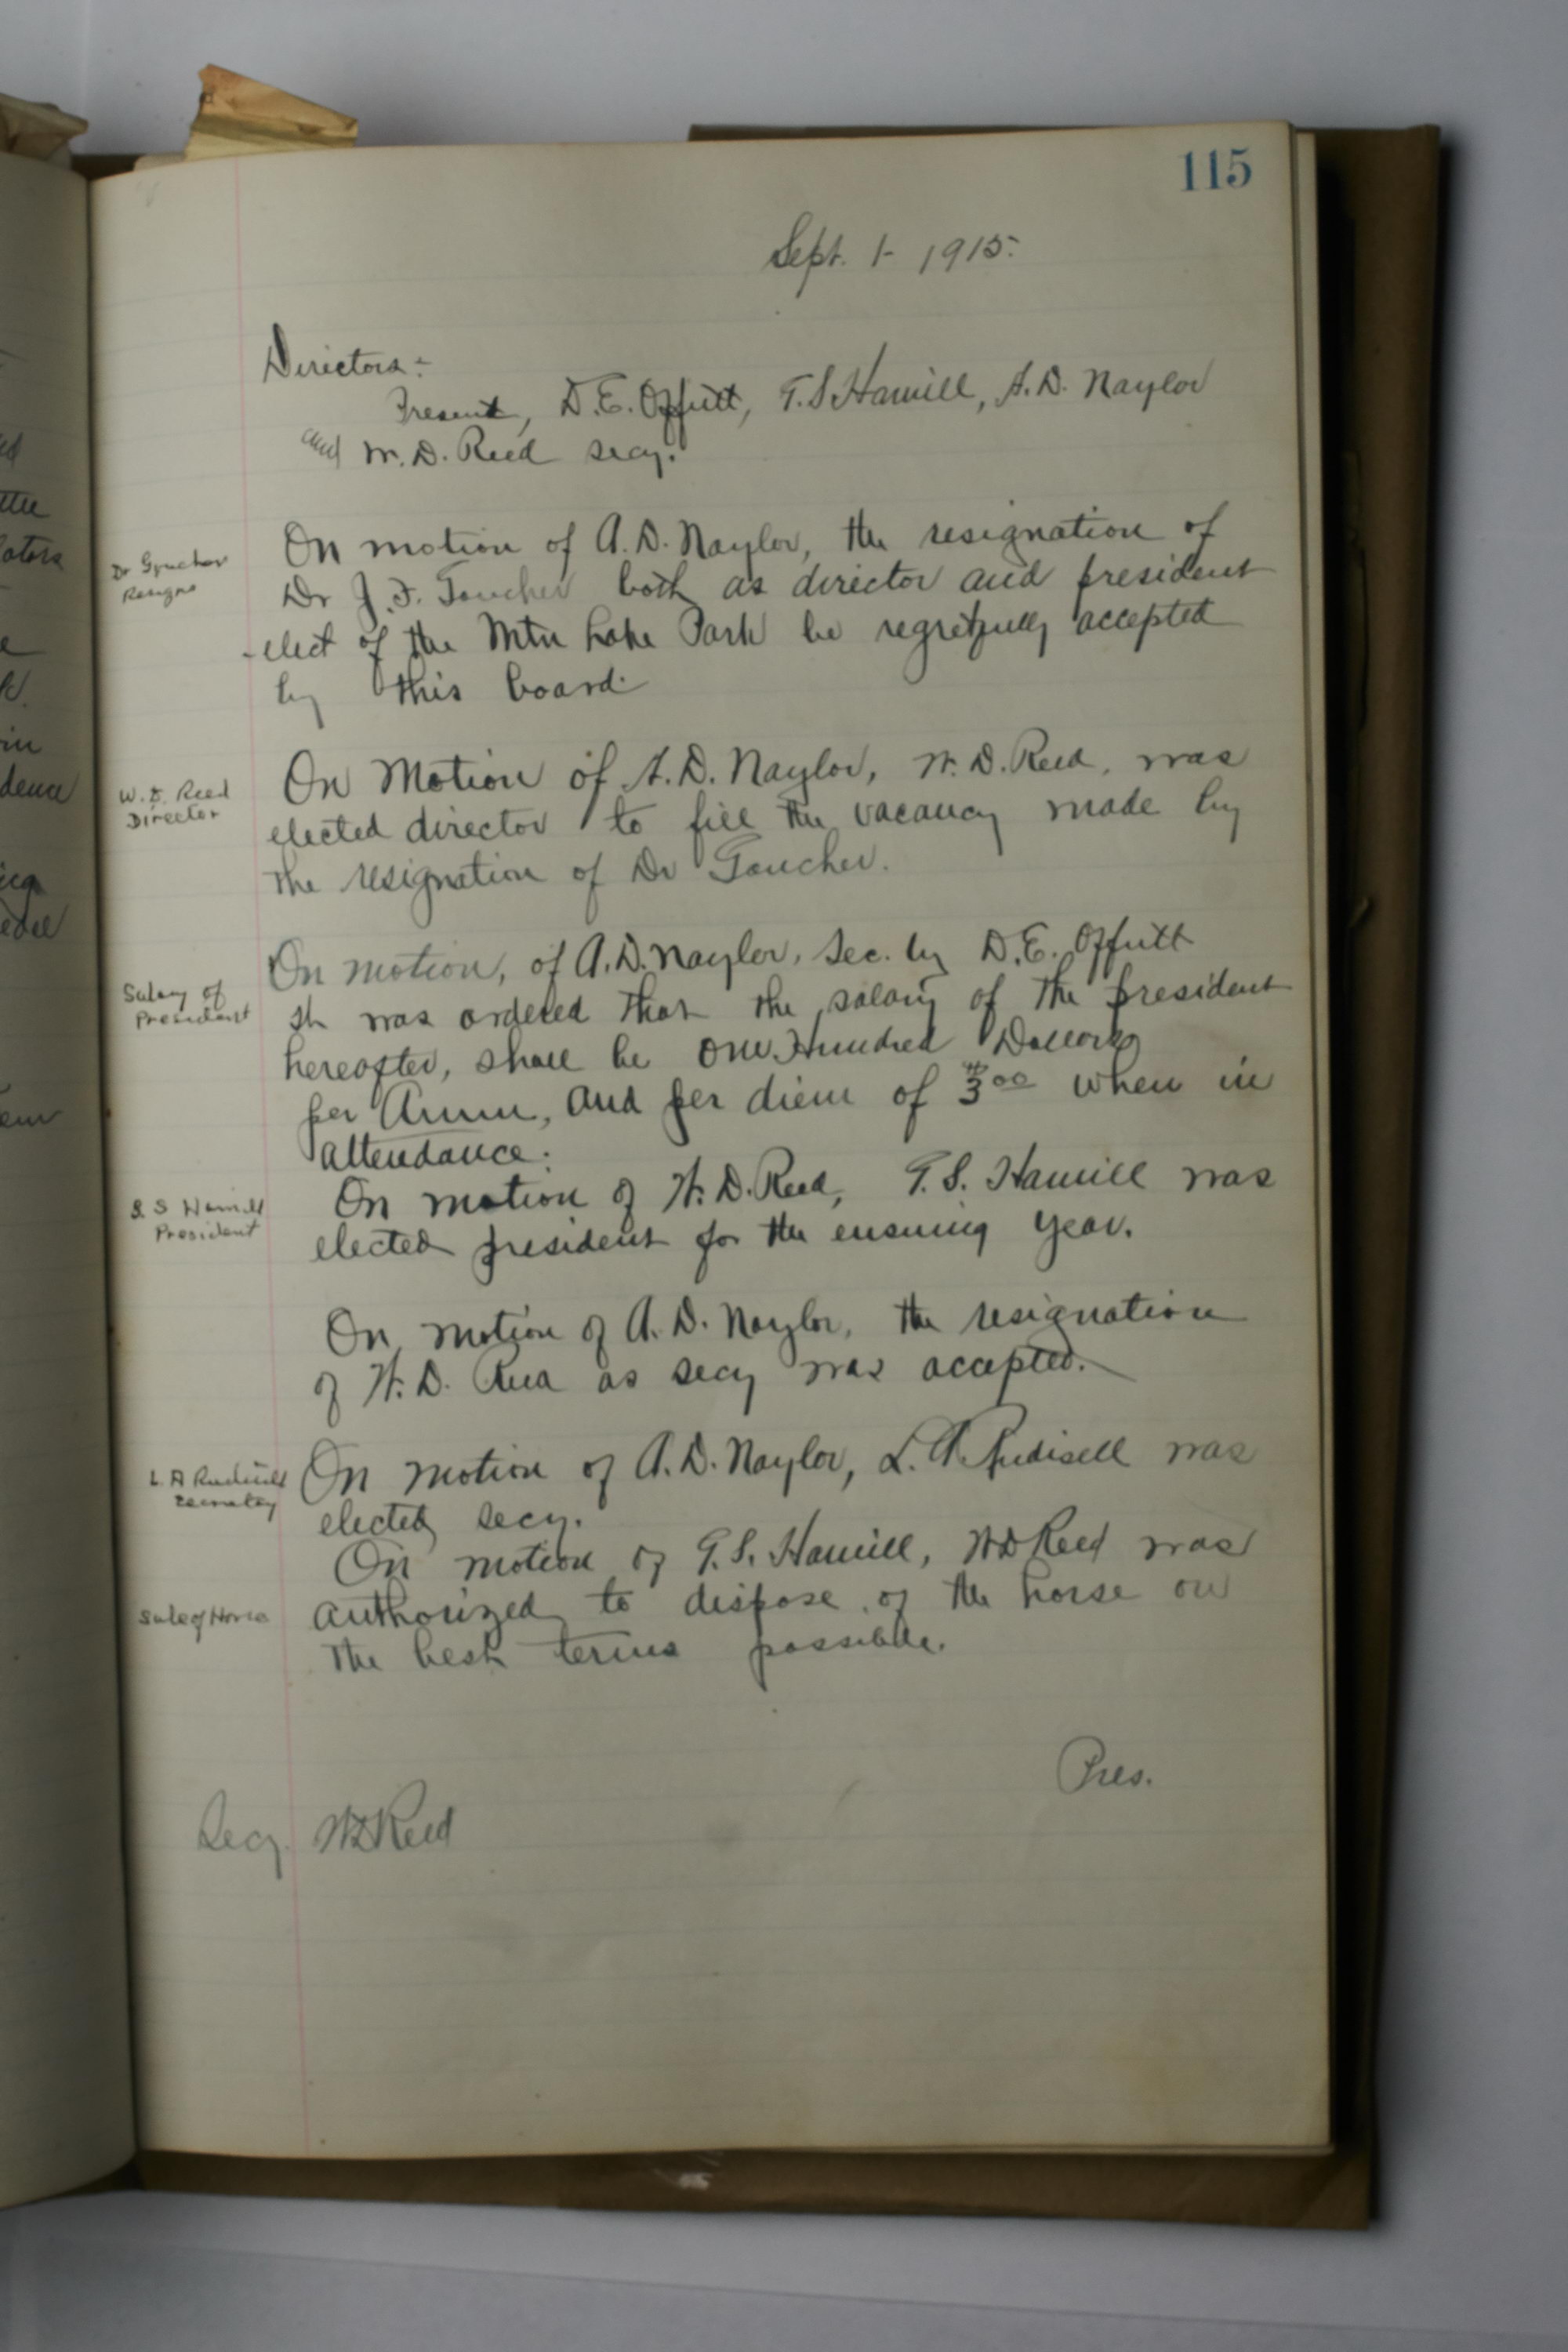 115
Sept. 1- 1915.
Directors:-
Present, D.E. Offutt, G.S. Hamill, A.D. Naylor
and W.D. Reed secy.
Dr Goucher
Resigns
On motion of A.D. Naylor, the resignation of
Dr J.F. Goucher both as director and president
-elect of the Mtn Lake Park be regretfully accepted
by this board.
W.D. Reed
Director
On Motion of A.D. Naylor, W.D. Reed, was
elected director to fill the vacancy made by
the resignation of Dr Goucher.
Salary of
President
On motion, of A.D. Naylor, Sec. by D.E. Offutt
It was ordered that the salary of the president
hereafter, shall be One Hundred Dollars
per Annum, and per diem of $3.00 when in
attendance.
G S Hamill
President
On motion of W.D. Reed, G.S. Hamill was
elected president for the ensuing year.
On motion of A.D. Naylor, the resignation
of W.D. Reed as secy was accepted.
L. A Rudisill
secretary
On motion of A.D. Naylor, L.A. Rudisell was
elected secy.
On motion of G.S. Hamill, WD Reed was
Sale of Horse
authorized to dispose of the horse on
the best terms possible.
Pres.
Secy. WD Reed